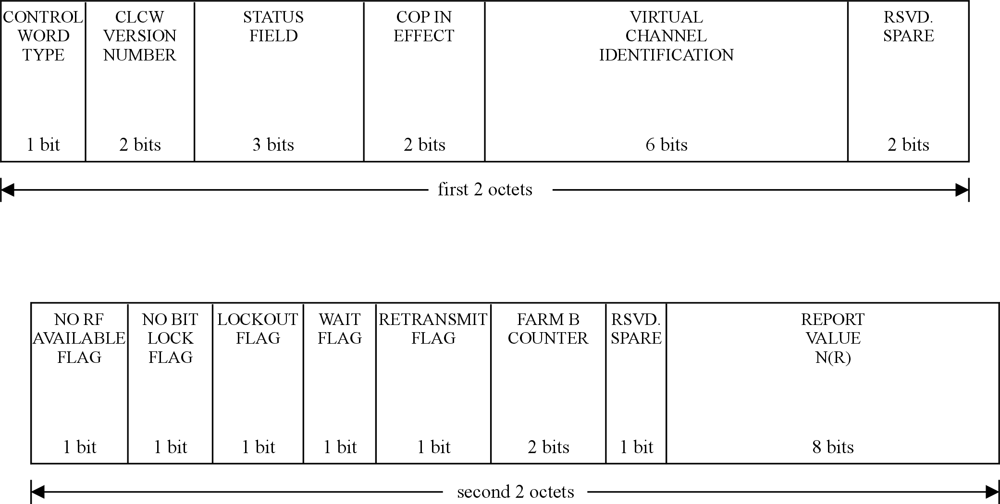 CONTROL
WORD
TYPE
1 bit
CLCW
VERSION
NUMBER
2 bits
STATUS
FIELD
3 bits
COP IN
EFFECT
2 bits
VIRTUAL
CHANNEL
IDENTIFICATION
6 bits
RSVD.
SPARE
2 bits
first 2 octets
NO RF
AVAILABLE
FLAG
1 bit
NO BIT
LOCK
FLAG
1 bit
LOCKOUT
FLAG
1 bit
WAIT
FLAG
1 bit
RETRANSMIT
FLAG
1 bit
FARM B
COUNTER
2 bits
RSVD.
SPARE
1 bit
REPORT
VALUE
N(R)
8 bits
second 2 octets